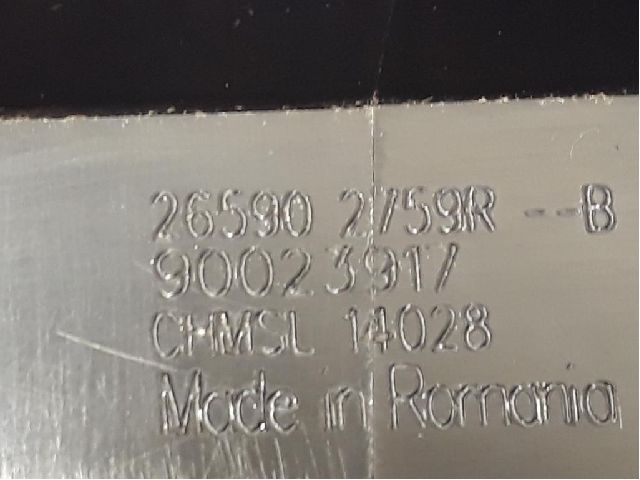 26590 2759R ---B
90023917
CHMSL 14028
Made in Romania